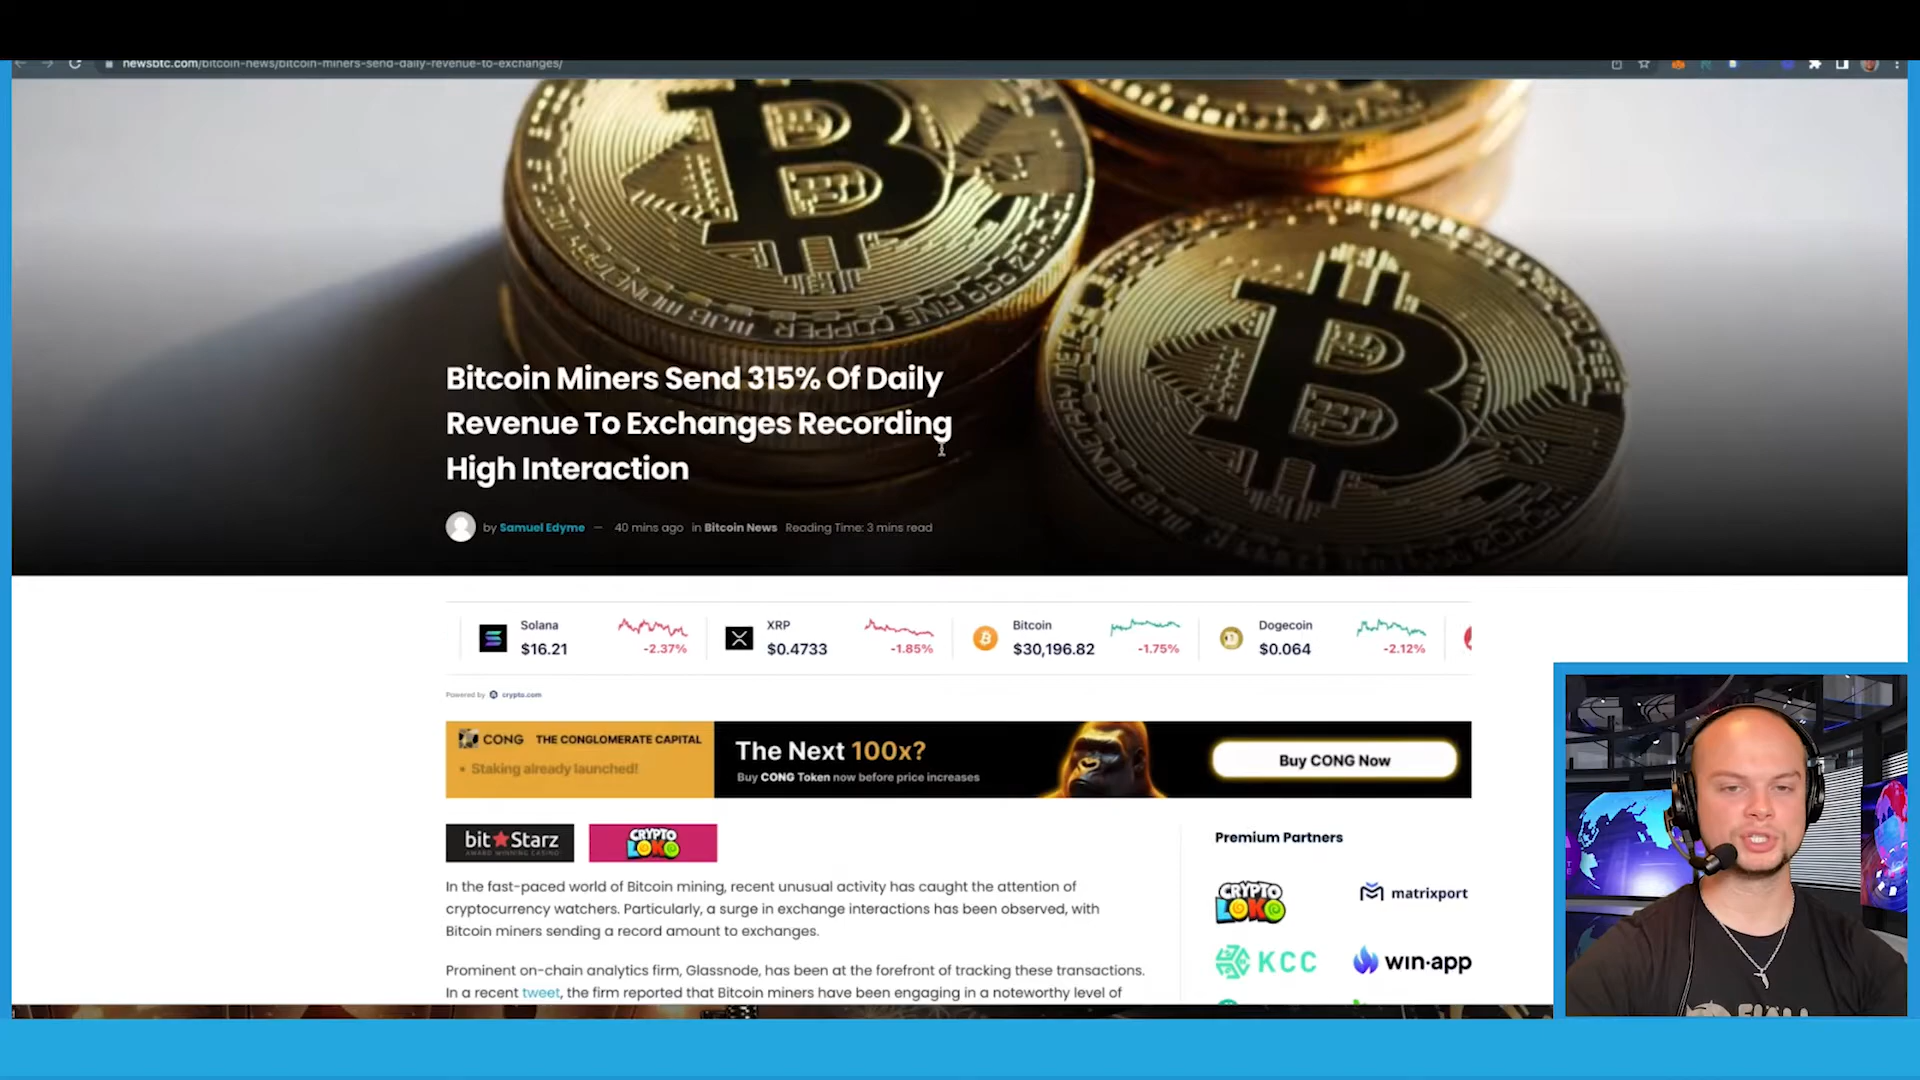 newsbtc.com/bitcoin-news/bitcoin-miners-send-daily-revenue-to-exchanges/
Bitcoin Miners Send 315% Of Daily
Revenue To Exchanges Recording
High Interaction
by Samuel Edyme — 40 mins ago in Bitcoin News Reading Time: 3 mins read
Solana
$16.21 -2.37%
XRP
$0.4733 -1.85%
Bitcoin
$30,196.82 -1.75%
Dogecoin
$0.064 -2.12%
Powered by crypto.com
CONG THE CONGLOMERATE CAPITAL
• Staking already launched!
The Next 100x?
Buy CONG Token now before price increases
Buy CONG Now
bit★Starz
AWARD WINNING CASINO
CRYPTO
LOKO
Premium Partners
CRYPTO
LOKO
matrixport
KCC
win·app
In the fast-paced world of Bitcoin mining, recent unusual activity has caught the attention of
cryptocurrency watchers. Particularly, a surge in exchange interactions has been observed, with
Bitcoin miners sending a record amount to exchanges.
Prominent on-chain analytics firm, Glassnode, has been at the forefront of tracking these transactions.
In a recent tweet, the firm reported that Bitcoin miners have been engaging in a noteworthy level of